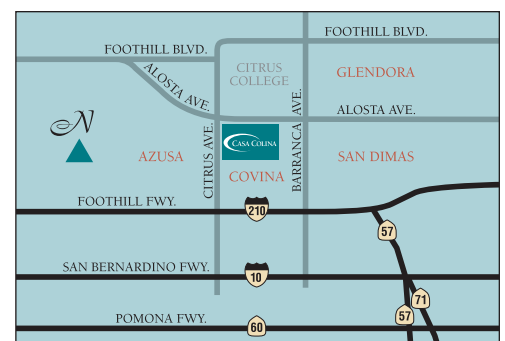 FOOTHILL BLVD.
FOOTHILL BLVD.
CITRUS
COLLEGE
GLENDORA
ALOSTA AVE.
ALOSTA AVE.
N
CITRUS AVE.
BARRANCA AVE.
CASA COLINA
AZUSA
COVINA
SAN DIMAS
FOOTHILL FWY.
210
57
SAN BERNARDINO FWY.
10
71
57
POMONA FWY.
60